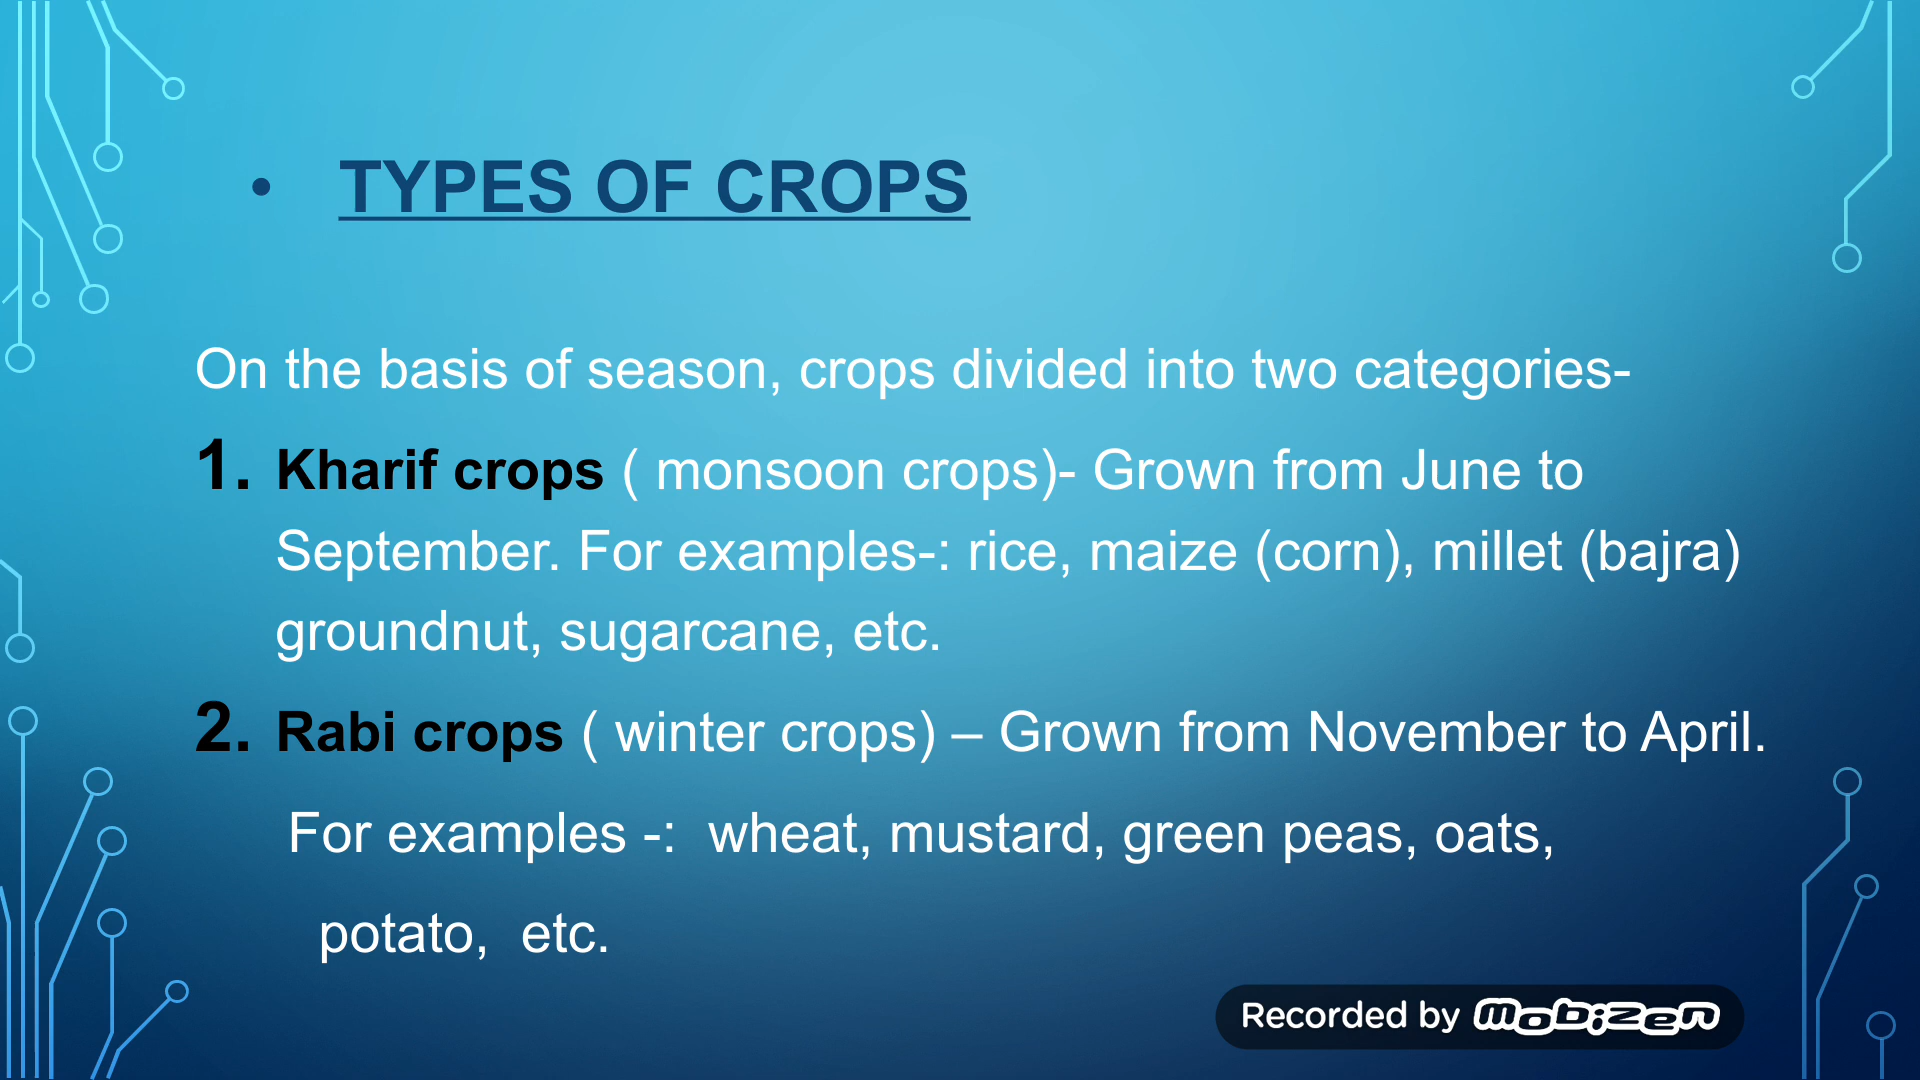 • TYPES OF CROPS
On the basis of season, crops divided into two categories-
1. Kharif crops ( monsoon crops)- Grown from June to
September. For examples-: rice, maize (corn), millet (bajra)
groundnut, sugarcane, etc.
2. Rabi crops ( winter crops) – Grown from November to April.
For examples -:  wheat, mustard, green peas, oats,
potato,  etc.
Recorded by mobizen